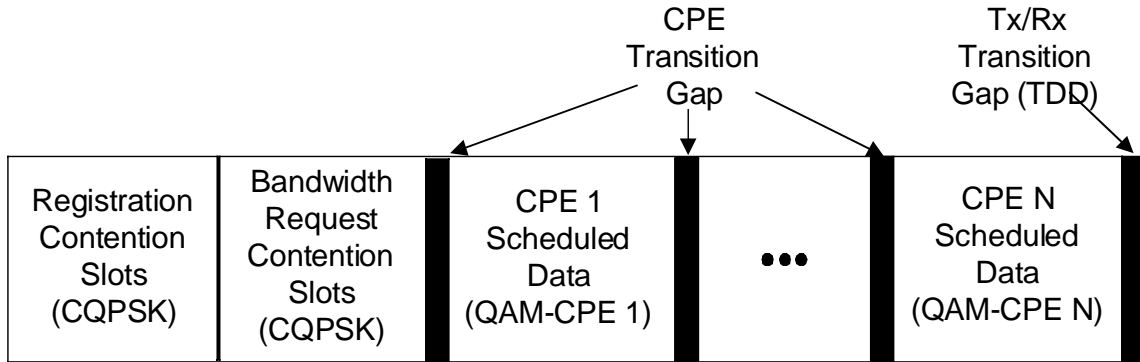 CPE
Transition
Gap
Tx/Rx
Transition
Gap (TDD)
Registration
Contention
Slots
(CQPSK)
Bandwidth
Request
Contention
Slots
(CQPSK)
CPE 1
Scheduled
Data
(QAM-CPE 1)
•••
CPE N
Scheduled
Data
(QAM-CPE N)